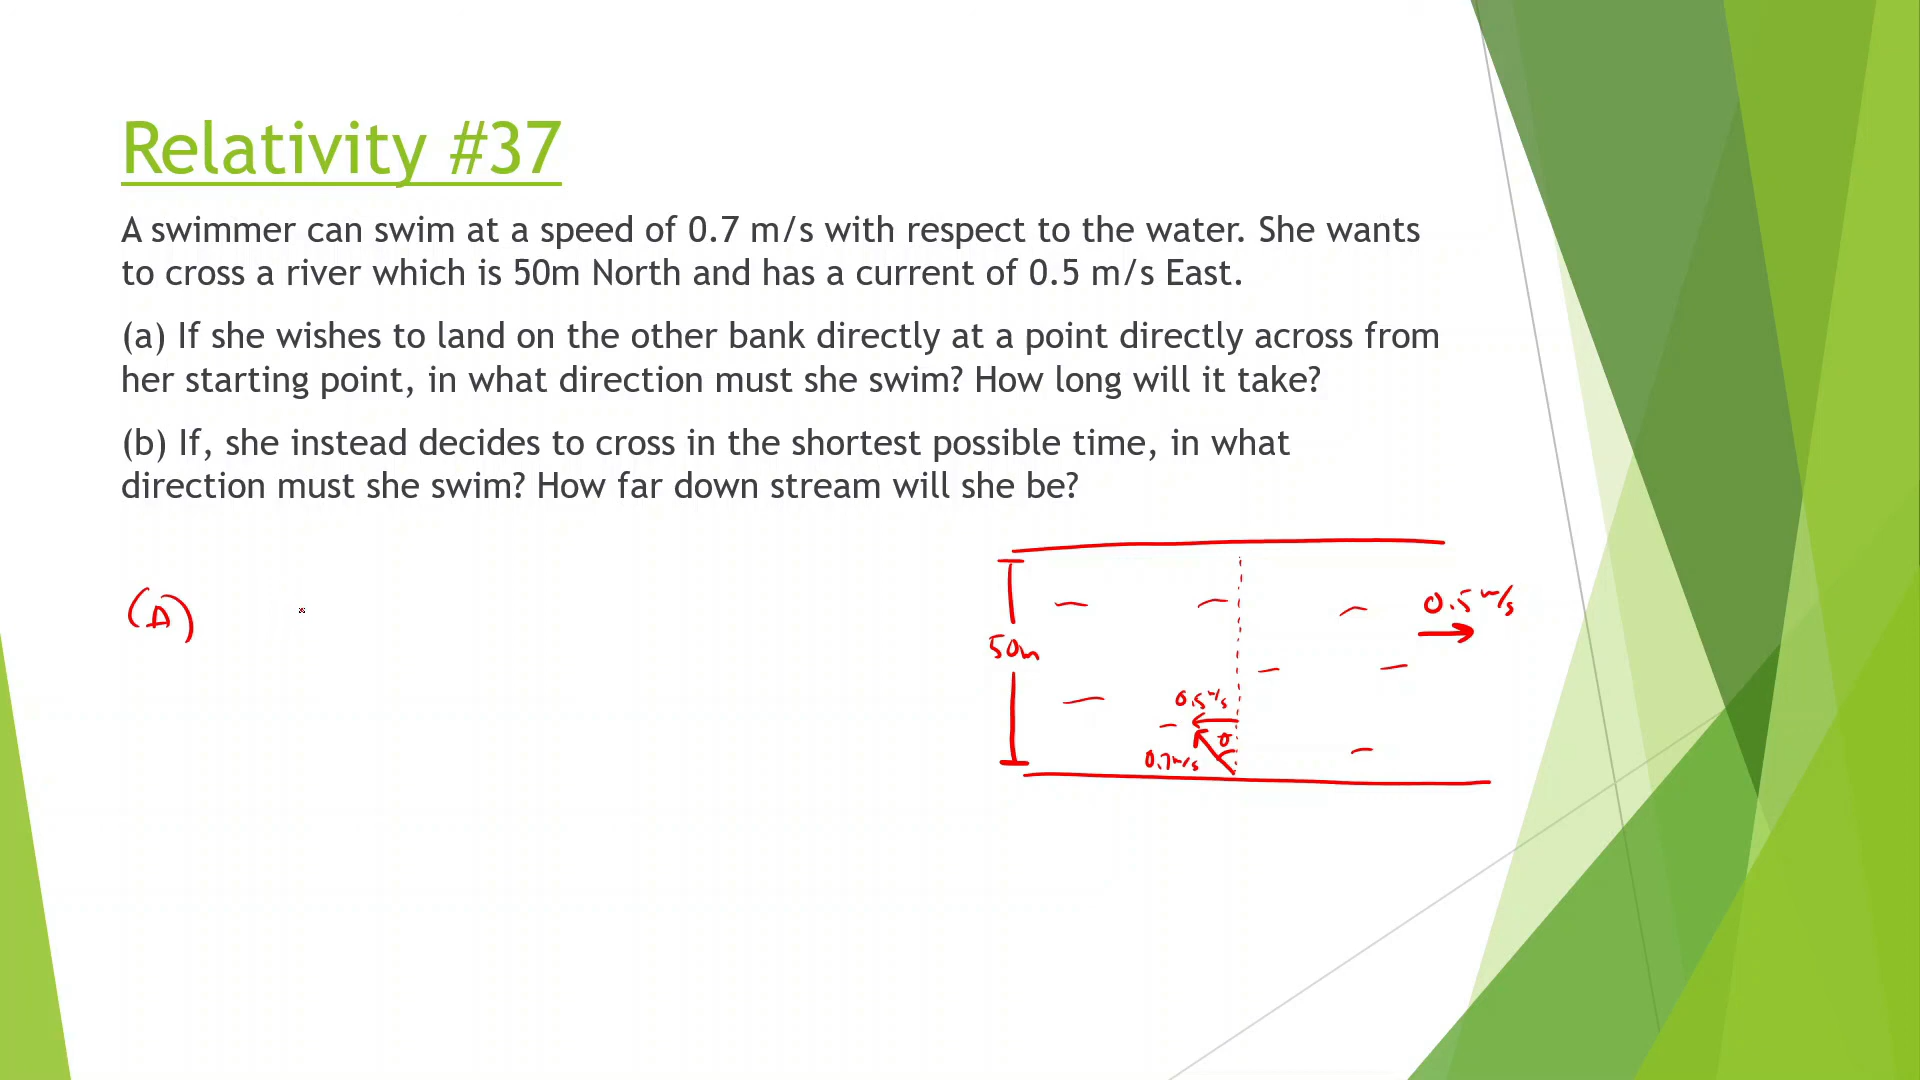 Relativity #37
A swimmer can swim at a speed of 0.7 m/s with respect to the water. She wants
to cross a river which is 50m North and has a current of 0.5 m/s East.
(a) If she wishes to land on the other bank directly at a point directly across from
her starting point, in what direction must she swim? How long will it take?
(b) If, she instead decides to cross in the shortest possible time, in what
direction must she swim? How far down stream will she be?
(A)
0.5 m/s
50m
0.5 m/s
θ
0.7 m/s